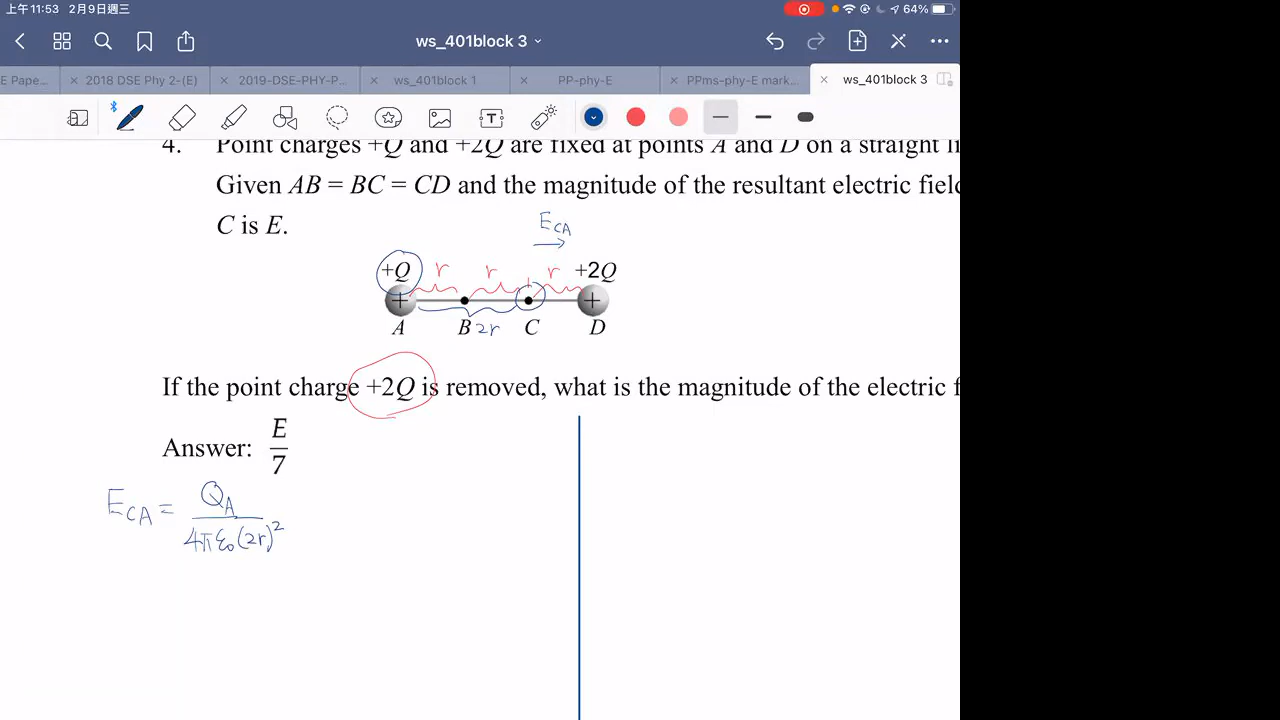 上午11:53 2月9日週三
64%
ws_401block 3
E Pape... 2018 DSE Phy 2-(E) 2019-DSE-PHY-P... ws_401block 1 PP-phy-E PPms-phy-E mark... ws_401block3
4. Point charges +Q and +2Q are fixed at points A and D on a straight
Given AB = BC = CD and the magnitude of the resultant electric field
C is E.
E_CA
+Q r r r +2Q
+ +
A B 2r C D
If the point charge +2Q is removed, what is the magnitude of the electric
Answer: E/7
E_CA = Q_A / 4πε₀(2r)²